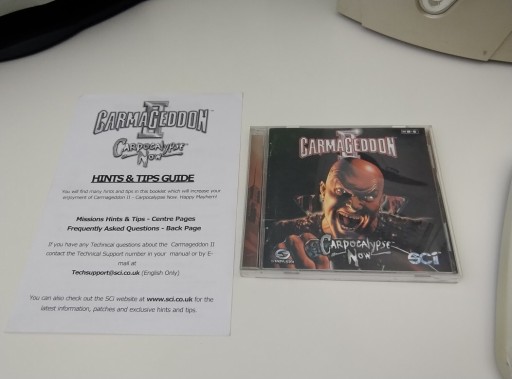 CARMAGEDDON
II
CARPOCALYPSE
NOW
HINTS & TIPS GUIDE
You will find many hints and tips in this booklet which will increase your
enjoyment of Carmageddon II - Carpocalypse Now. Happy Mayhem!
Missions Hints & Tips - Centre Pages
Frequently Asked Questions - Back Page
If you have any Technical questions about the Carmageddon II
contact the Technical Support number in your manual or by E-
mail at
Techsupport@sci.co.uk (English Only)
You can also check out the SCi website at www.sci.co.uk for the
latest information, patches and exclusive hints and tips.
CARMAGEDDON
II
CARPOCALYPSE
NOW
SCi